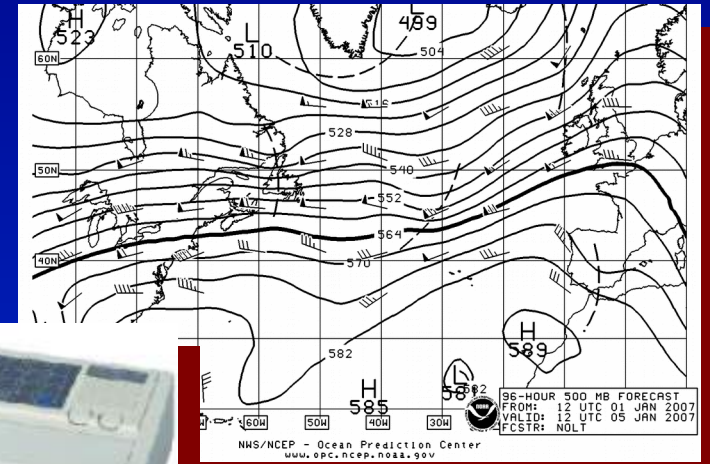 H
523
L
510
L
499
504
60N
516
528
50N
540
552
564
40N
570
582
H
589
H
585
L
582
NOAA
60W
50W
40W
30W
96-HOUR 500 MB FORECAST
FROM: 12 UTC 01 JAN 2007
VALID: 12 UTC 05 JAN 2007
FCSTR: NOLT
NWS/NCEP - Ocean Prediction Center
www.opc.ncep.noaa.gov